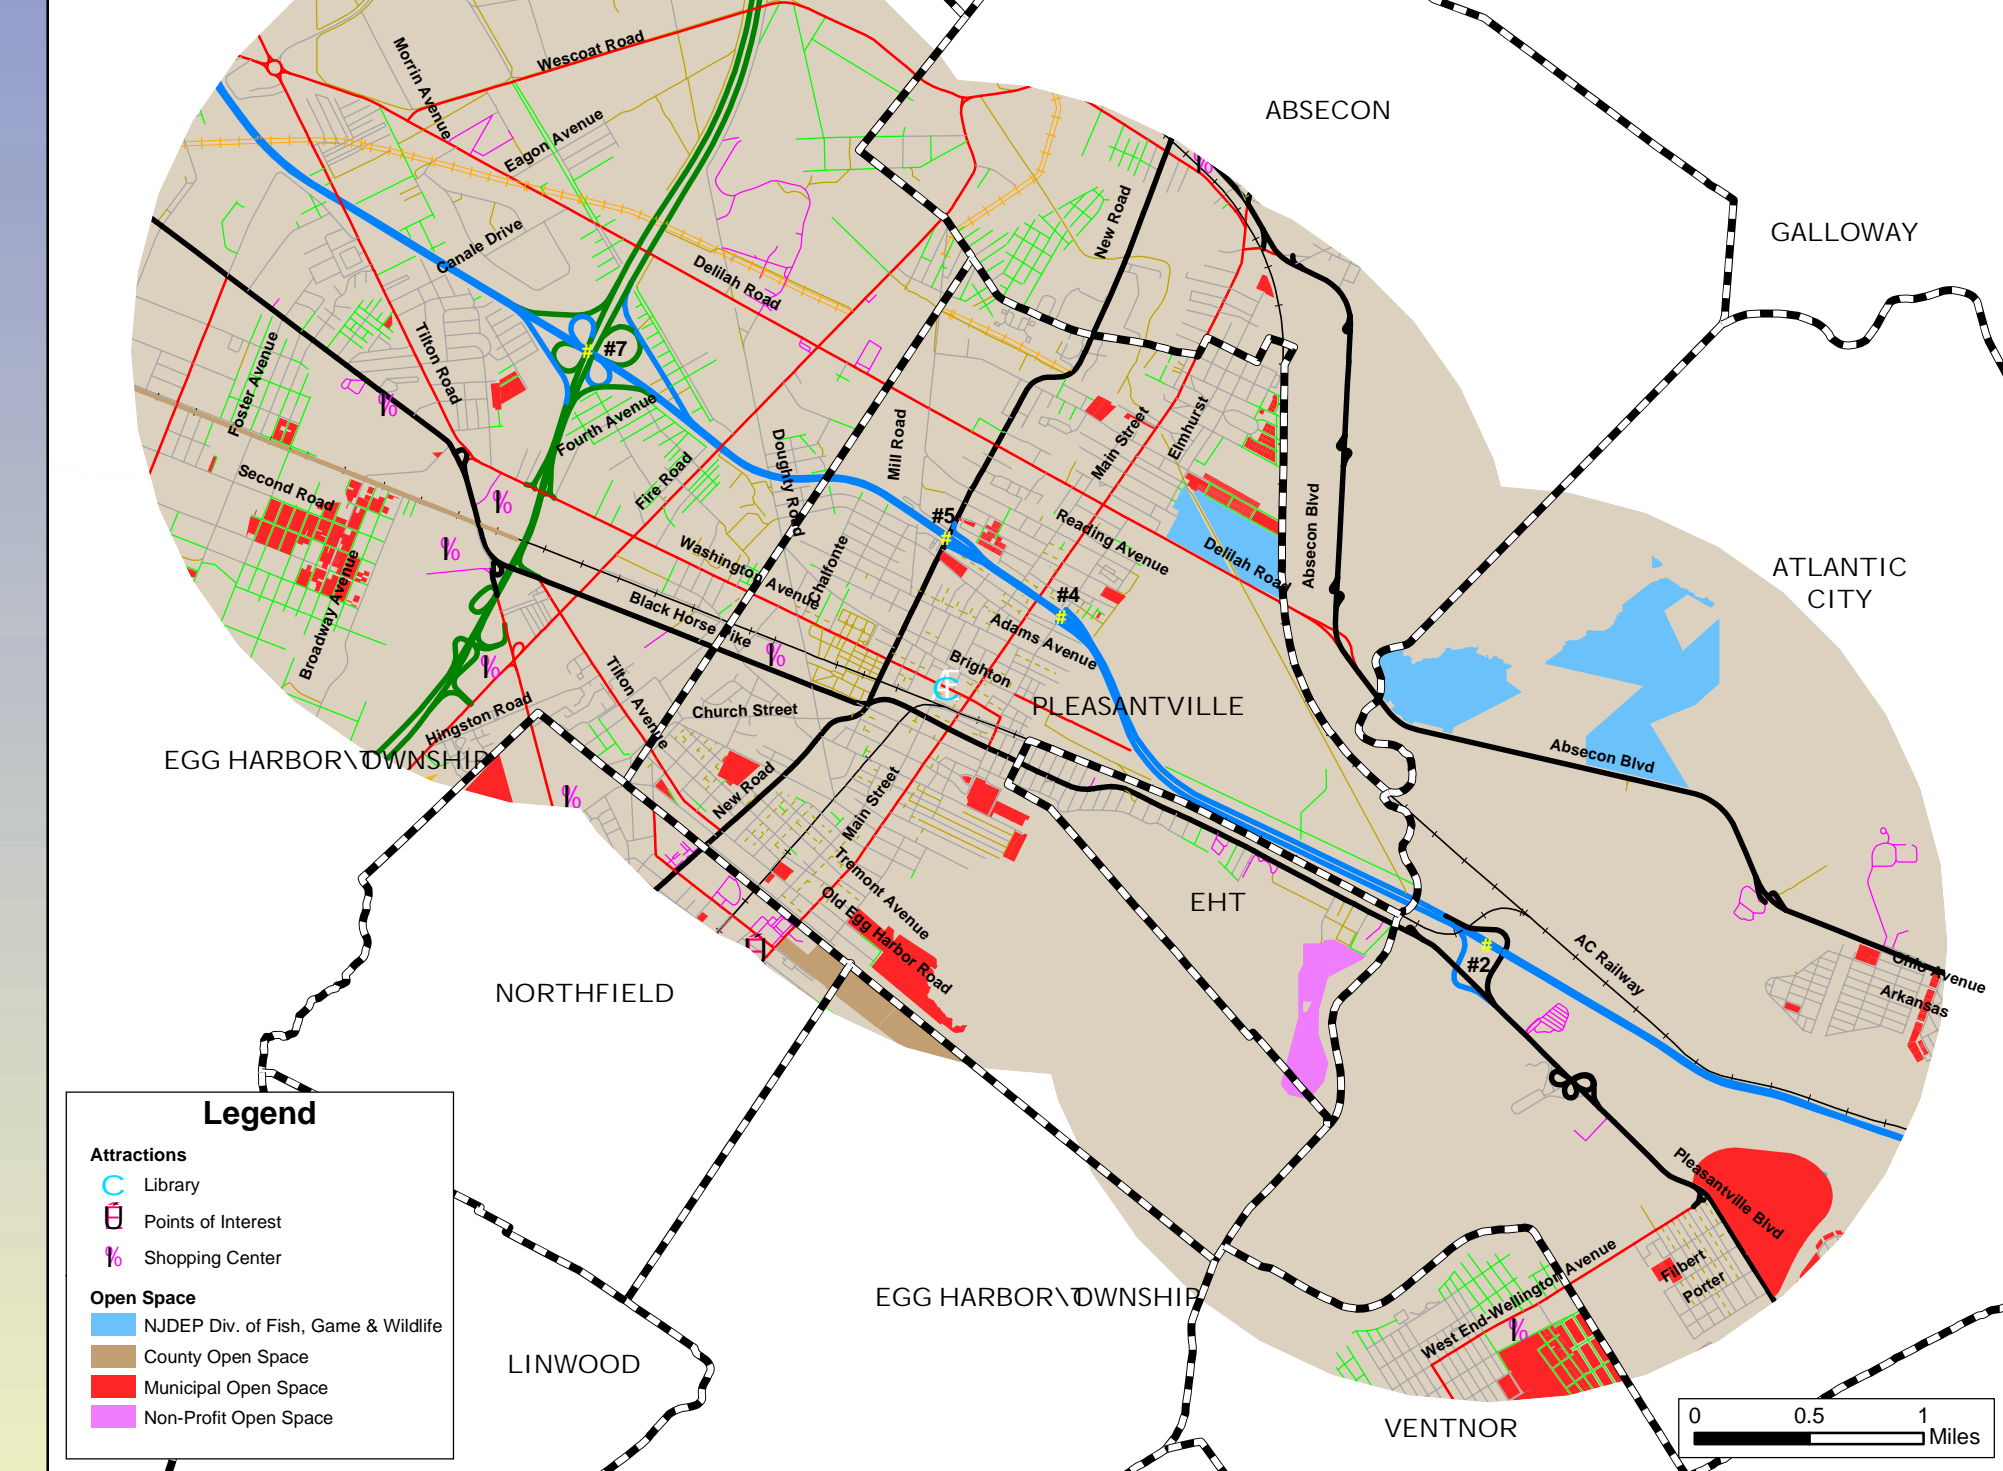 Wescoat Road
Morrin Avenue
Eagon Avenue
ABSECON
New Road
GALLOWAY
Canale Drive
Delilah Road
Tilton Road
#7
Foster Avenue
Fourth Avenue
Elmhurst
Main Street
Mill Road
Doughty Road
Fire Road
Second Road
Absecon Blvd
#5
Reading Avenue
Delilah Road
Washington Avenue
Chalfonte
ATLANTIC
CITY
#4
Black Horse Pike
Adams Avenue
Broadway Avenue
Brighton
C
Tilton Avenue
Church Street
PLEASANTVILLE
Hingston Road
EGG HARBOR\TOWNSHIP
Absecon Blvd
New Road
Main Street
Tremont Avenue
Old Egg Harbor Road
EHT
#2
AC Railway
Ohio Avenue
Arkansas
NORTHFIELD
Pleasantville Blvd
Filbert
Porter
West End-Wellington Avenue
EGG HARBOR\TOWNSHIP
LINWOOD
VENTNOR
Legend
Attractions
C Library
Points of Interest
% Shopping Center
Open Space
NJDEP Div. of Fish, Game & Wildlife
County Open Space
Municipal Open Space
Non-Profit Open Space
0 0.5 1
Miles